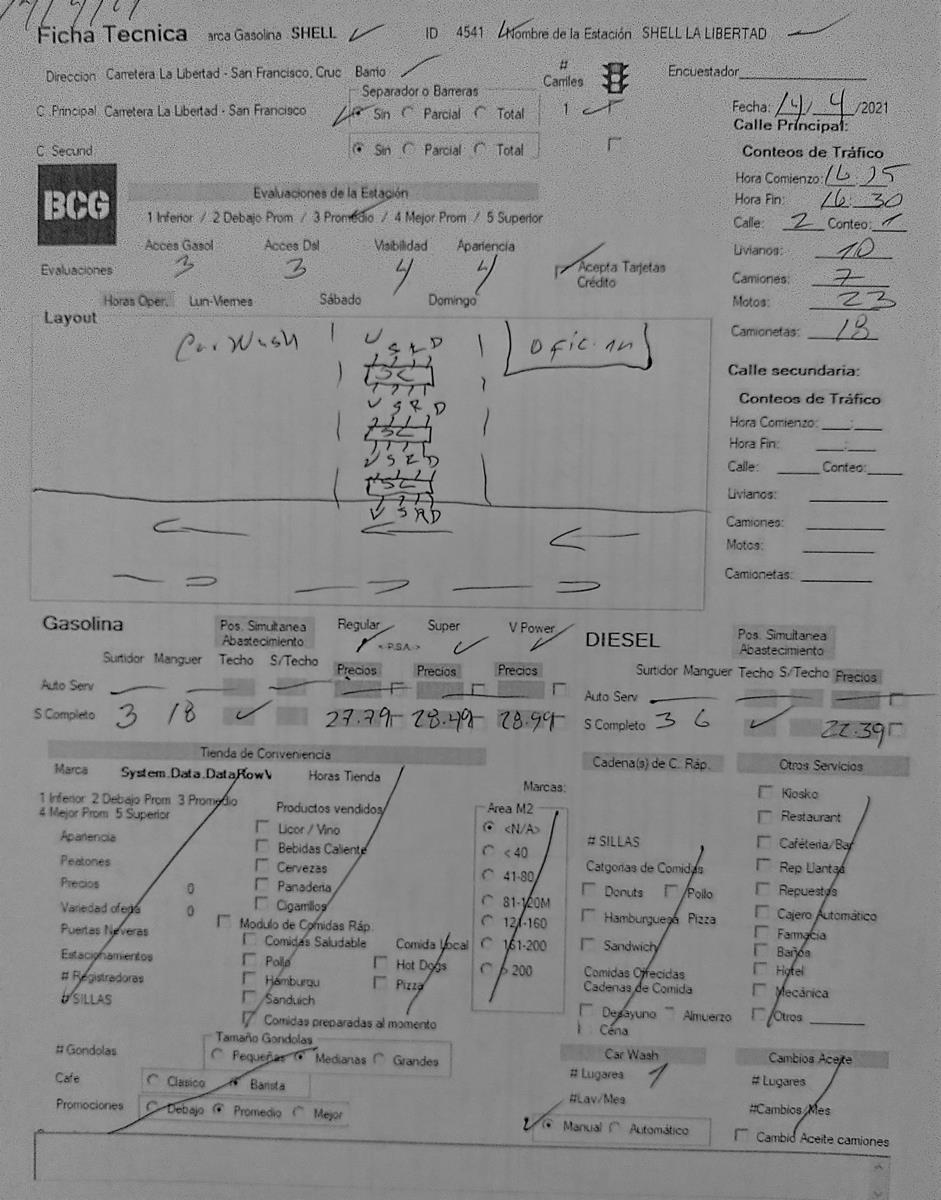 Ficha Tecnica arca Gasolina SHELL ID 4541 Nombre de la Estación SHELL LA LIBERTAD
Direccion Carretera La Libertad - San Francisco, Cruc Barrio # Carriles Encuestador
Separador o Barreras
C. Principal Carretera La Libertad - San Francisco Sin Parcial Total 1
Fecha: 14/4/2021
Calle Principal:
C. Secund. Sin Parcial Total
Conteos de Tráfico
BCG
Evaluaciones de la Estación
1 Inferior / 2 Debajo Prom / 3 Promedio / 4 Mejor Prom / 5 Superior
Acces Gasol Acces Dsl Visibilidad Apariencia
Evaluaciones 3 3 4 4 Acepta Tarjetas Crédito
Horas Oper. Lun-Viernes Sábado Domingo
Hora Comienzo: 16:15
Hora Fin: 16:30
Calle: 2 Conteo: 1
Livianos: 10
Camiones: 7
Motos: 23
Camionetas: 18
Calle secundaria:
Conteos de Tráfico
Hora Comienzo: __:__
Hora Fin: __:__
Calle: Conteo:
Livianos:
Camiones:
Motos:
Camionetas:
Layout
Car Wash V S R D Oficina
SC
V S R D
SC
V S R D
SC
V S R D
Gasolina Pos. Simultanea Abastecimiento Regular Super V Power
< P.S.A. >
Surtidor Manguer Techo S/Techo Precios Precios Precios
Auto Serv
S Completo 3 18 27.79 28.49 28.99
DIESEL Pos. Simultanea Abastecimiento
Surtidor Manguer Techo S/Techo Precios
Auto Serv
S Completo 3 6 22.39
Tienda de Conveniencia
Marca System.Data.DataRowV Horas Tienda
1 Inferior 2 Debajo Prom 3 Promedio
4 Mejor Prom 5 Superior
Apariencia
Peatones
Precios 0
Variedad oferta 0
Puertas Neveras
Estacionamientos
# Registradoras
# SILLAS
Productos vendidos
Licor / Vino
Bebidas Caliente
Cervezas
Panaderia
Cigarrillos
Modulo de Comidas Ráp.
Comidas Saludable Comida Local
Pollo Hot Dogs
Hamburgu Pizza
Sanduich
Comidas preparadas al momento
Marcas:
Area M2
<N/A>
< 40
41-80
81-120M
121-160
161-200
> 200
# Gondolas Tamaño Gondolas
Pequeñas Medianas Grandes
Cafe Clasico Barista
Promociones Debajo Promedio Mejor
Cadena(s) de C. Ráp.
# SILLAS
Catgorias de Comidas
Donuts Pollo
Hamburguesa Pizza
Sandwich
Comidas Ofrecidas
Cadenas de Comida
Desayuno Almuerzo
Cena
Otros Servicios
Kiosko
Restaurant
Cafétería/Bar
Rep Llantas
Repuestos
Cajero Automático
Farmacia
Baños
Hotel
Mecánica
Otros
Car Wash
# Lugares 1
#Lav/Mes
Manual Automático
Cambios Aceite
# Lugares
#Cambios/Mes
Cambio Aceite camiones